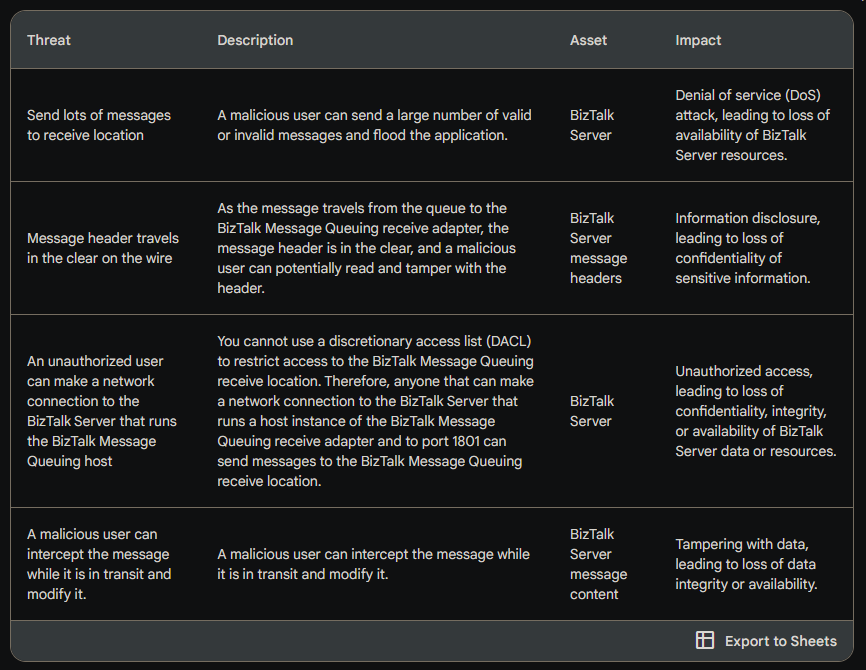 Threat
Description
Asset
Impact
Send lots of messages
to receive location
A malicious user can send a large number of valid
or invalid messages and flood the application.
BizTalk
Server
Denial of service (DoS)
attack, leading to loss of
availability of BizTalk
Server resources.
Message header travels
in the clear on the wire
As the message travels from the queue to the
BizTalk Message Queuing receive adapter, the
message header is in the clear, and a malicious
user can potentially read and tamper with the
header.
BizTalk
Server
message
headers
Information disclosure,
leading to loss of
confidentiality of
sensitive information.
An unauthorized user
can make a network
connection to the
BizTalk Server that runs
the BizTalk Message
Queuing host
You cannot use a discretionary access list (DACL)
to restrict access to the BizTalk Message Queuing
receive location. Therefore, anyone that can make
a network connection to the BizTalk Server that
runs a host instance of the BizTalk Message
Queuing receive adapter and to port 1801 can
send messages to the BizTalk Message Queuing
receive location.
BizTalk
Server
Unauthorized access,
leading to loss of
confidentiality, integrity,
or availability of BizTalk
Server data or resources.
A malicious user can
intercept the message
while it is in transit and
modify it.
A malicious user can intercept the message while
it is in transit and modify it.
BizTalk
Server
message
content
Tampering with data,
leading to loss of data
integrity or availability.
Export to Sheets